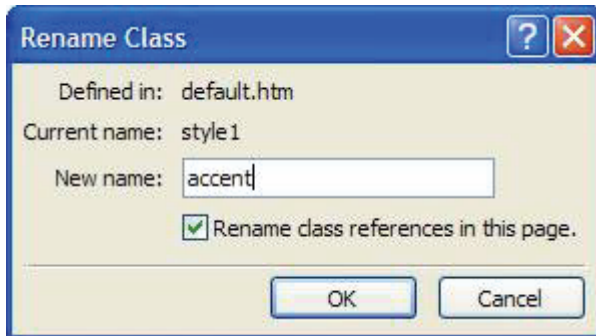 Rename Class
Defined in: default.htm
Current name: style1
New name: accent
Rename class references in this page.
OK Cancel